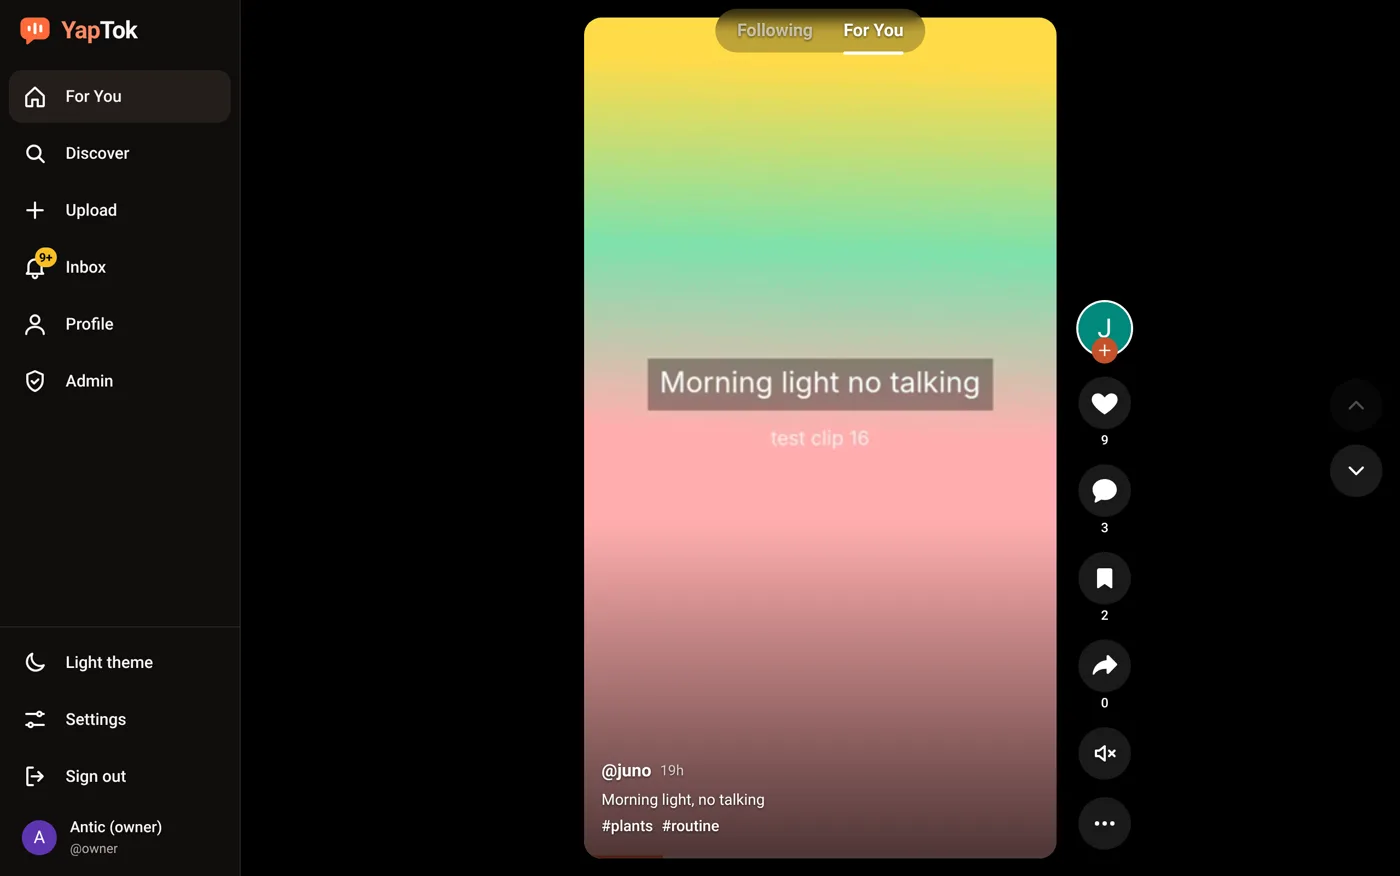 YapTok
For You
Discover
Upload
9+
Inbox
Profile
Admin
Light theme
Settings
Sign out
A
Antic (owner)
@owner
Following
For You
Morning light no talking
test clip 16
@juno 19h
Morning light, no talking
#plants #routine
J
9
3
2
0